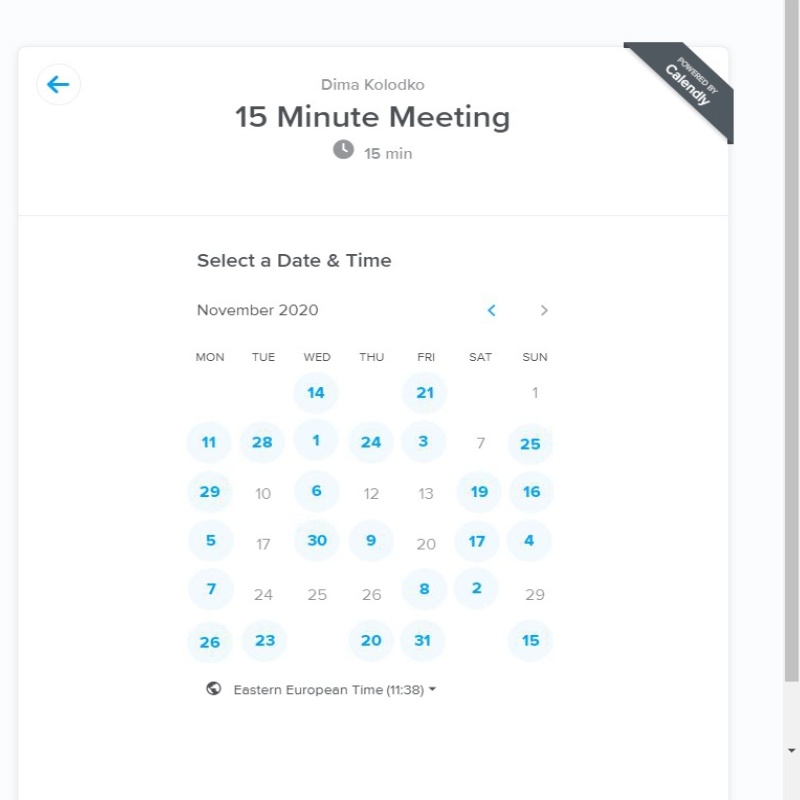 Dima Kolodko
POWERED BY
Calendly
15 Minute Meeting
15 min
Select a Date & Time
November 2020
MON TUE WED THU FRI SAT SUN
14 21 1
11 28 1 24 3 7 25
29 10 6 12 13 19 16
5 17 30 9 20 17 4
7 24 25 26 8 2 29
26 23 20 31 15
Eastern European Time (11:38)